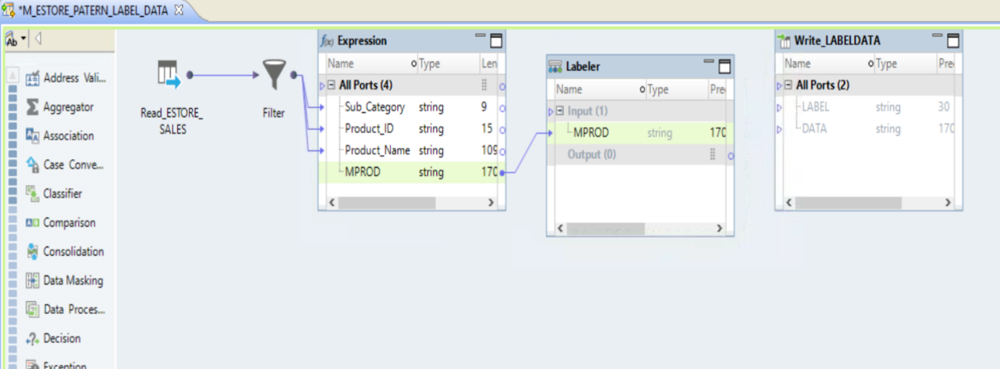 *M_ESTORE_PATERN_LABEL_DATA
Ab
Address Vali...
Aggregator
Association
Case Conve...
Classifier
Comparison
Consolidation
Data Masking
Data Proces...
Decision
Exception
Read_ESTORE_
SALES
Filter
f(x) Expression
Name Type Len
All Ports (4)
Sub_Category string 9
Product_ID string 15
Product_Name string 109
MPROD string 170
Labeler
Name Type Pre
Input (1)
MPROD string 170
Output (0)
Write_LABELDATA
Name Type Pre
All Ports (2)
LABEL string 30
DATA string 170